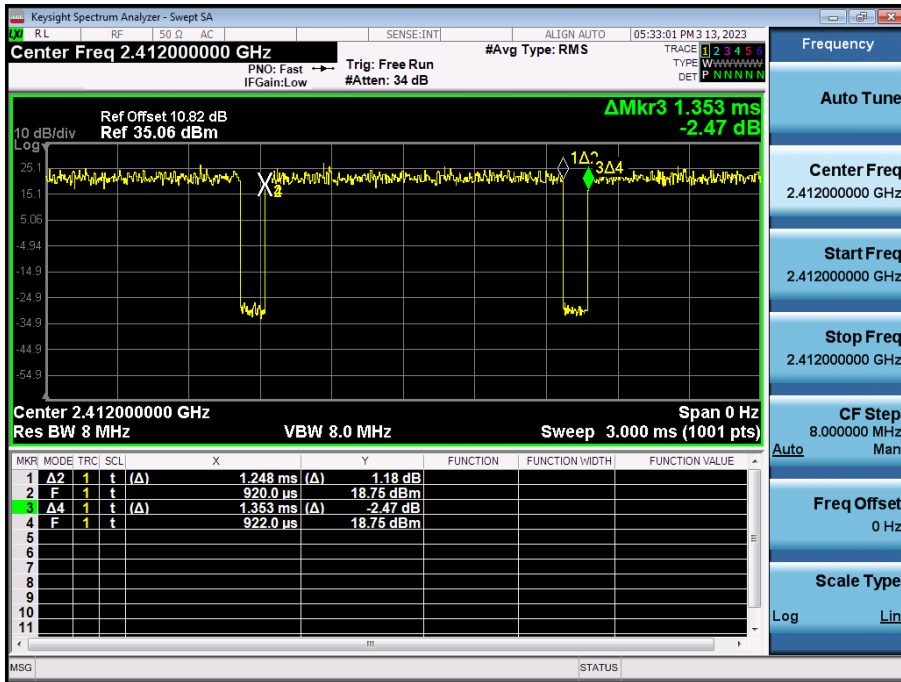 Keysight Spectrum Analyzer - Swept SA
LXI RL RF 50 Ω AC SENSE:INT ALIGN AUTO 05:33:01 PM 3 13, 2023
Center Freq 2.412000000 GHz #Avg Type: RMS TRACE 1 2 3 4 5 6
PNO: Fast Trig: Free Run TYPE WWWWWW
IFGain:Low #Atten: 34 dB DET P N N N N N
ΔMkr3 1.353 ms
-2.47 dB
Ref Offset 10.82 dB
10 dB/div Ref 35.06 dBm
Log
25.1
15.1
5.06
-4.94
-14.9
-24.9
-34.9
-44.9
-54.9
3Δ4
Center 2.412000000 GHz Span 0 Hz
Res BW 8 MHz VBW 8.0 MHz Sweep 3.000 ms (1001 pts)
MKR MODE TRC SCL X Y FUNCTION FUNCTION WIDTH FUNCTION VALUE
1 Δ2 1 t (Δ) 1.248 ms (Δ) 1.18 dB
2 F 1 t 920.0 µs 18.75 dBm
3 Δ4 1 t (Δ) 1.353 ms (Δ) -2.47 dB
4 F 1 t 922.0 µs 18.75 dBm
5
6
7
8
9
10
11
MSG STATUS
Frequency
Auto Tune
Center Freq
2.412000000 GHz
Start Freq
2.412000000 GHz
Stop Freq
2.412000000 GHz
CF Step
8.000000 MHz
Auto Man
Freq Offset
0 Hz
Scale Type
Log Lin